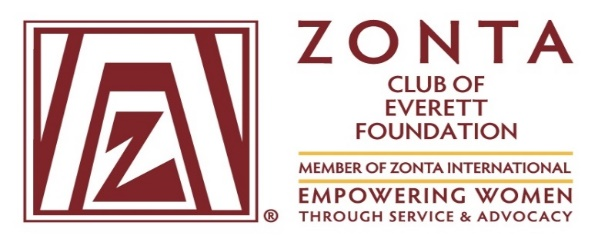 ZONTA
CLUB OF
EVERETT
FOUNDATION
MEMBER OF ZONTA INTERNATIONAL
EMPOWERING WOMEN
THROUGH SERVICE & ADVOCACY
Z
®